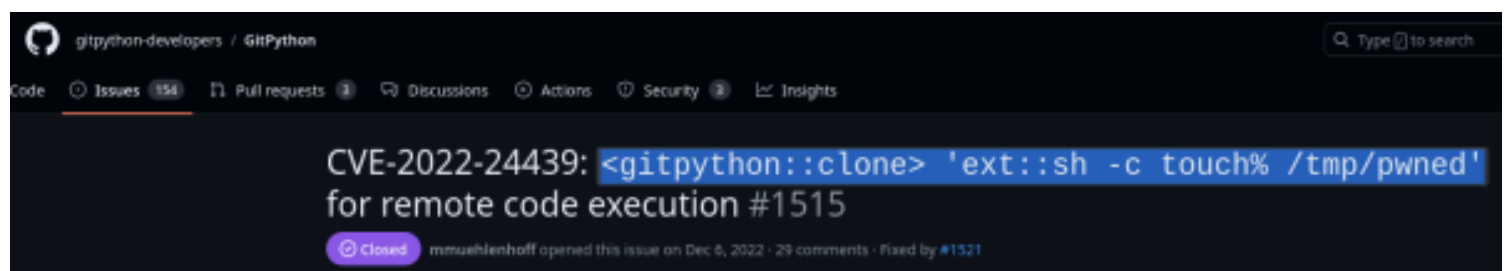 gitpython-developers / GitPython
Type / to search
Code Issues 154 Pull requests 3 Discussions Actions Security 3 Insights
CVE-2022-24439: <gitpython::clone> 'ext::sh -c touch% /tmp/pwned'
for remote code execution #1515
Closed mmuehlenhoff opened this issue on Dec 6, 2022 · 29 comments · Fixed by #1521